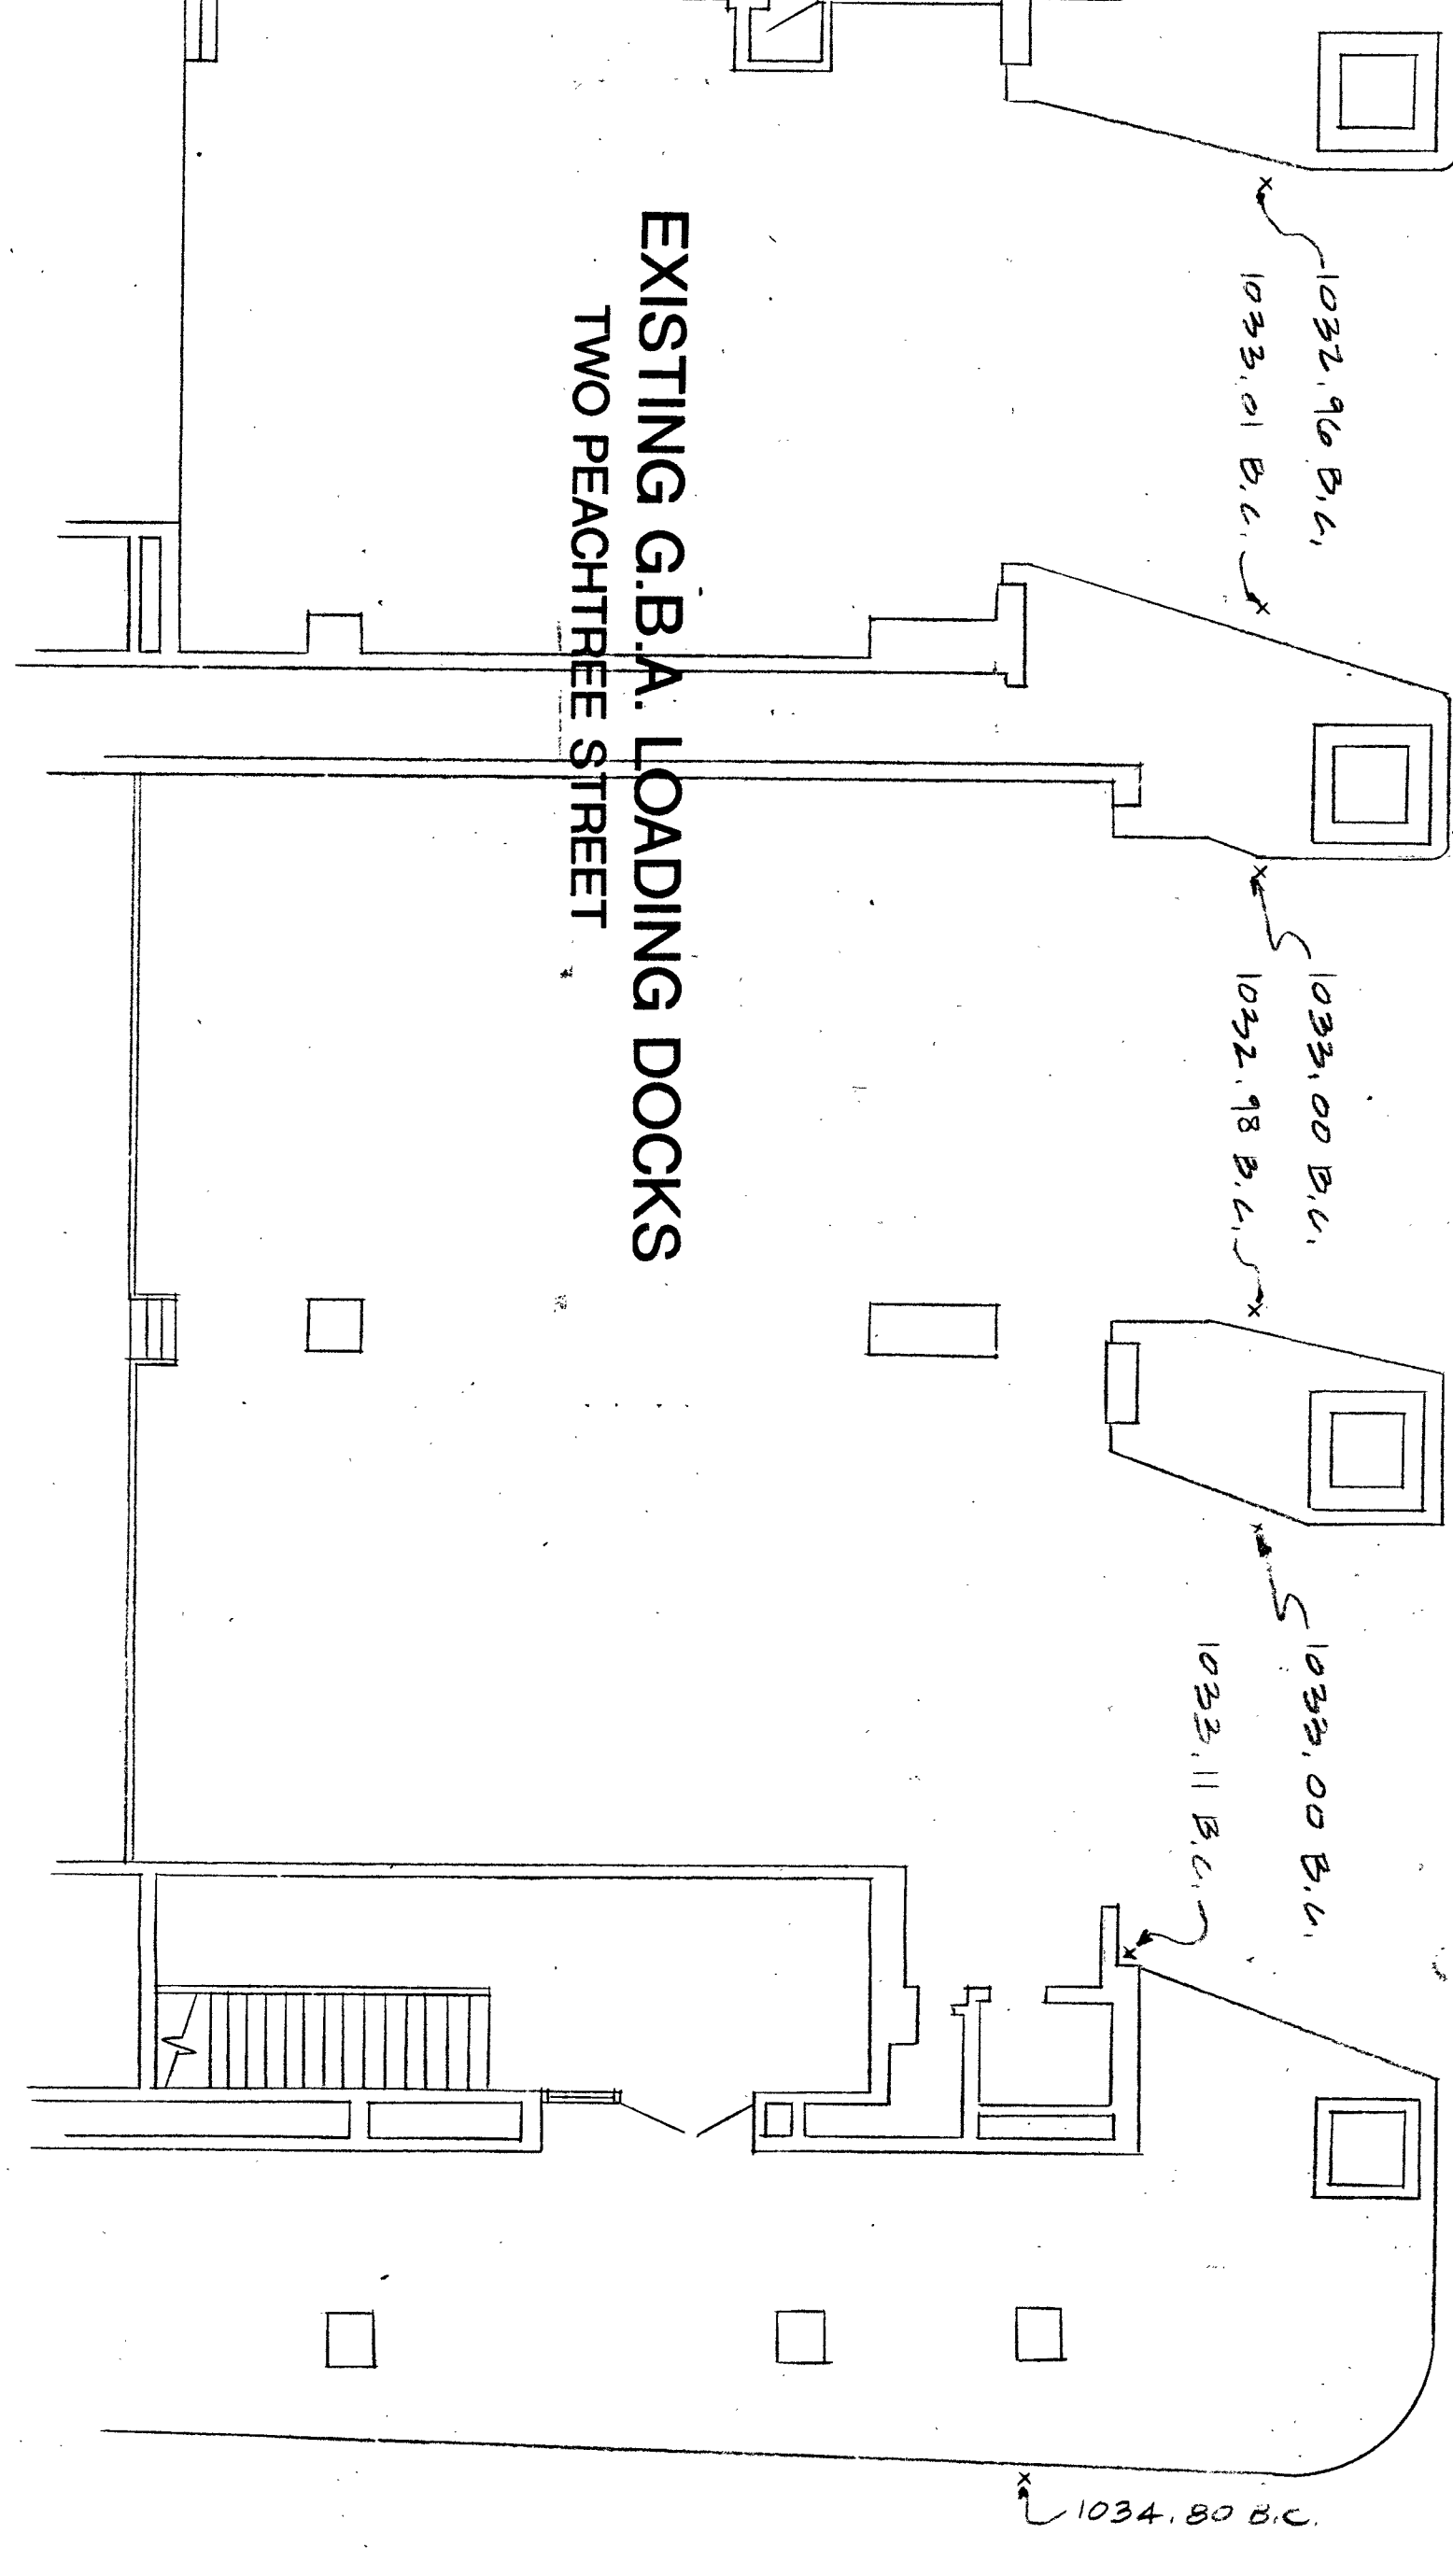 EXISTING G.B.A. LOADING DOCKS
TWO PEACHTREE STREET
1032.96 B.C.
1033.01 B.C.
1033.00 B.C.
1032.98 B.C.
1033.00 B.C.
1033.11 B.C.
1034.80 B.C.